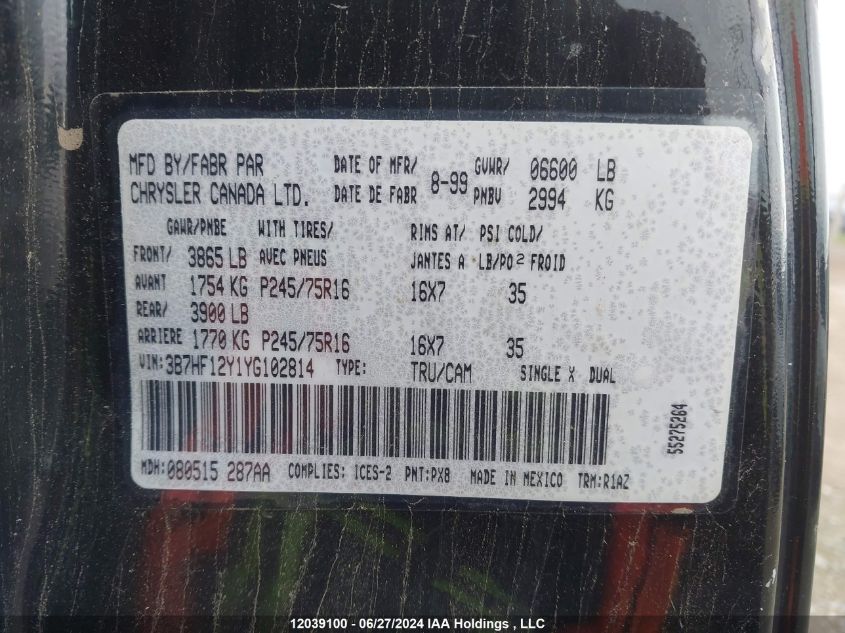 MFD BY/FABR PAR DATE OF MFR/ 8-99 GVWR/ 06600 LB
CHRYSLER CANADA LTD. DATE DE FABR PNBV 2994 KG
GAWR/PNBE WITH TIRES/ RIMS AT/ PSI COLD/
FRONT/ 3865 LB AVEC PNEUS JANTES A LB/PO² FROID
AVANT 1754 KG P245/75R16 16X7 35
REAR/ 3900 LB
ARRIERE 1770 KG P245/75R16 16X7 35
VIN:3B7HF12Y1YG102814 TYPE: TRU/CAM SINGLE X DUAL
55275264
MDH:080515 287AA COMPLIES: ICES-2 PNT:PX8 MADE IN MEXICO TRM:R1AZ
12039100 - 06/27/2024 IAA Holdings, LLC